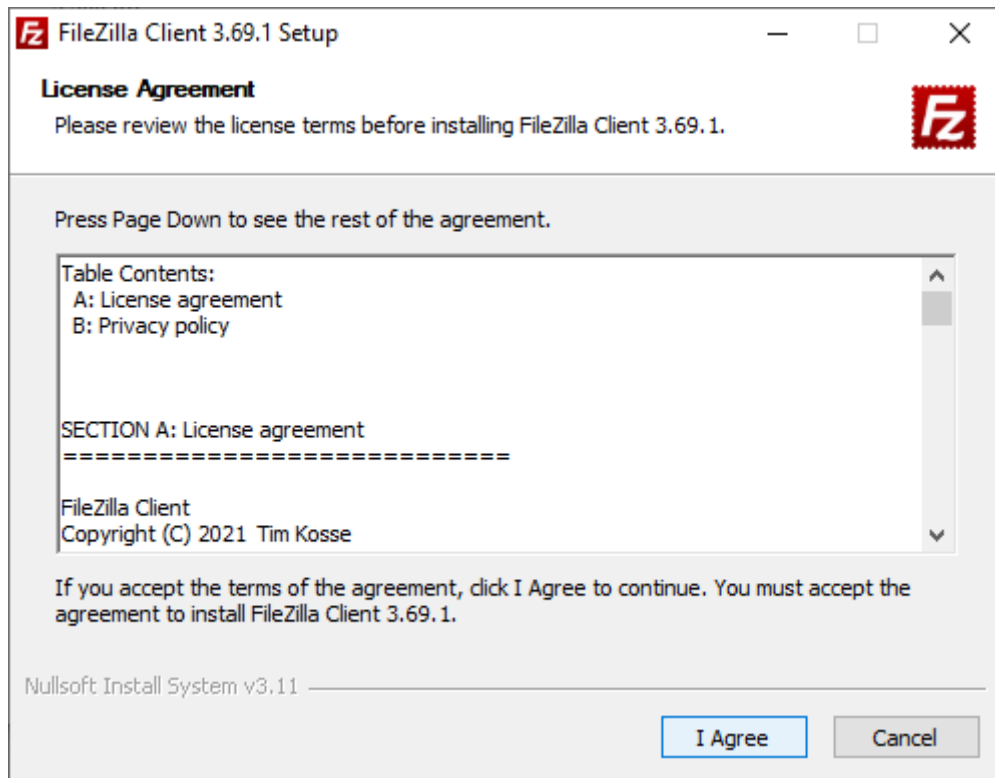 FileZilla Client 3.69.1 Setup
License Agreement
Please review the license terms before installing FileZilla Client 3.69.1.
Fz
Press Page Down to see the rest of the agreement.
Table Contents:
A: License agreement
B: Privacy policy
SECTION A: License agreement
============================
FileZilla Client
Copyright (C) 2021 Tim Kosse
If you accept the terms of the agreement, click I Agree to continue. You must accept the
agreement to install FileZilla Client 3.69.1.
Nullsoft Install System v3.11
I Agree
Cancel